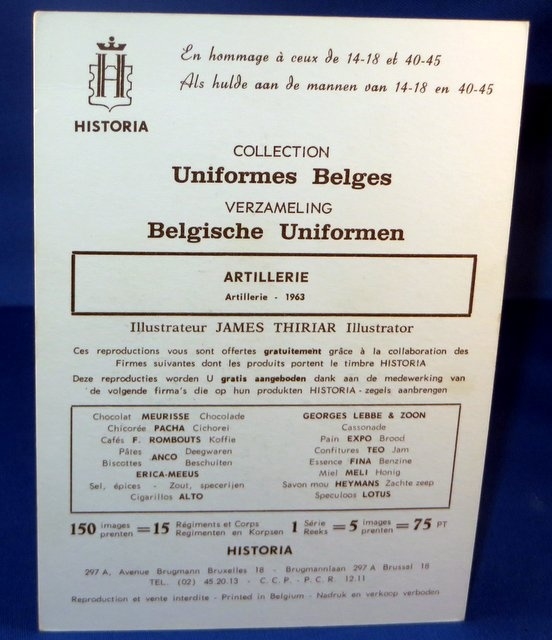 H
HISTORIA
En hommage à ceux de 14-18 et 40-45
Als hulde aan de mannen van 14-18 en 40-45
COLLECTION
Uniformes Belges
VERZAMELING
Belgische Uniformen
ARTILLERIE
Artillerie - 1963
Illustrateur JAMES THIRIAR Illustrator
Ces reproductions vous sont offertes gratuitement grâce à la collaboration des
Firmes suivantes dont les produits portent le timbre HISTORIA
Deze reproducties worden U gratis aangeboden dank aan de medewerking van
de volgende firma's die op hun produkten HISTORIA-zegels aanbrengen
Chocolat MEURISSE Chocolade
Chicorée PACHA Cichorei
Cafés F. ROMBOUTS Koffie
Pâtes ANCO Deegwaren
Biscottes Beschuiten
ERICA-MEEUS
Sel, épices - Zout, specerijen
Cigarillos ALTO
GEORGES LEBBE & ZOON
Cassonade
Pain EXPO Brood
Confitures TEO Jam
Essence FINA Benzine
Miel MELI Honig
Savon mou HEYMANS Zachte zeep
Speculoos LOTUS
150 images prenten = 15 Régiments et Corps Regimenten en Korpsen 1 Série Reeks = 5 images prenten = 75 PT
HISTORIA
297 A, Avenue Brugmann Bruxelles 18 - Brugmannlaan 297 A Brussel 18
TEL. (02) 45.20.13 - C.C.P. - P.C.R. 12.11
Reproduction et vente interdite - Printed in Belgium - Nadruk en verkoop verboden